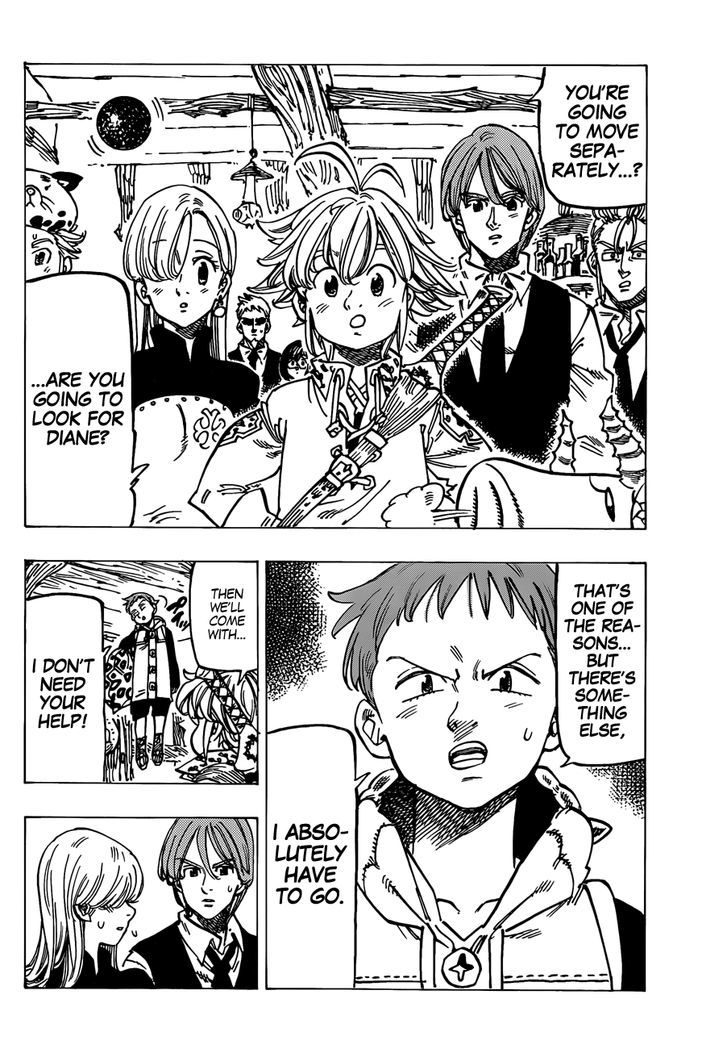 YOU'RE
GOING
TO MOVE
SEPA-
RATELY...?
...ARE YOU
GOING TO
LOOK FOR
DIANE?
THAT'S
ONE OF
THE REA-
SONS...
BUT
THERE'S
SOME-
THING
ELSE,
I ABSO-
LUTELY
HAVE
TO GO.
THEN
WE'LL
COME
WITH...
I DON'T
NEED
YOUR
HELP!